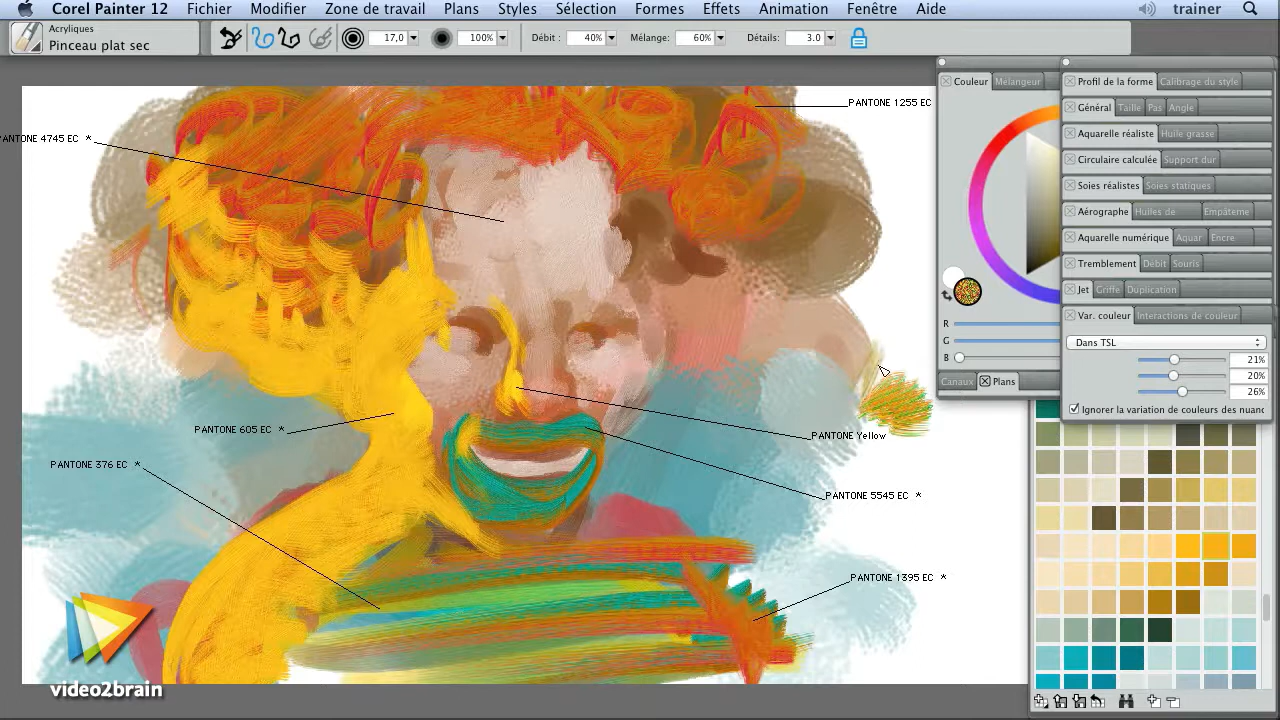 Corel Painter 12 Fichier Modifier Zone de travail Plans Styles Sélection Formes Effets Animation Fenêtre Aide trainer
Acryliques
Pinceau plat sec
17,0 100% Débit : 40% Mélange: 60% Détails: 3.0
Couleur Mélangeur
Profil de la forme Calibrage du style
Général Taille Pas Angle
Aquarelle réaliste Huile grasse
Circulaire calculée Support dur
Soies réalistes Soies statiques
Aérographe Huiles de Empâteme
Aquarelle numérique Aquar Encre
Tremblement Débit Souris
Jet Griffe Duplication
Var. couleur Interactions de couleur
Dans TSL
21%
20%
26%
Ignorer la variation de couleurs des nuanc
R
G
B
Canaux Plans
PANTONE 1255 EC
PANTONE 4745 EC *
PANTONE 605 EC *
PANTONE Yellow
PANTONE 376 EC *
PANTONE 5545 EC *
PANTONE 1395 EC *
video2brain